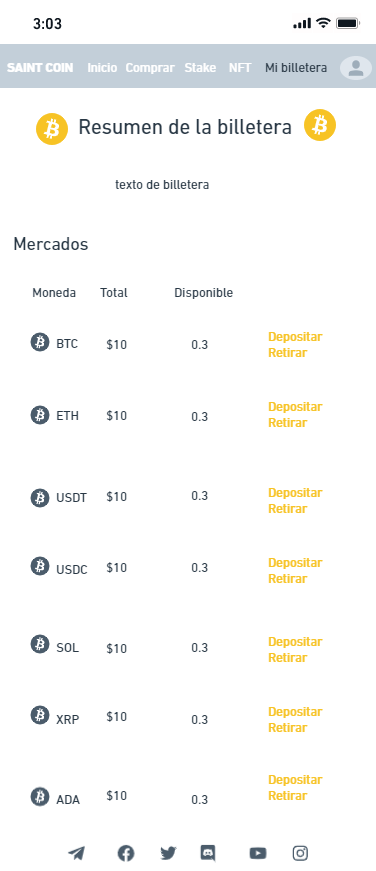 3:03
SAINT COIN Inicio Comprar Stake NFT Mi billetera
Resumen de la billetera
texto de billetera
Mercados
Moneda Total Disponible
BTC $10 0.3 Depositar
Retirar
ETH $10 0.3 Depositar
Retirar
USDT $10 0.3 Depositar
Retirar
USDC $10 0.3 Depositar
Retirar
SOL $10 0.3 Depositar
Retirar
XRP $10 0.3 Depositar
Retirar
ADA $10 0.3 Depositar
Retirar